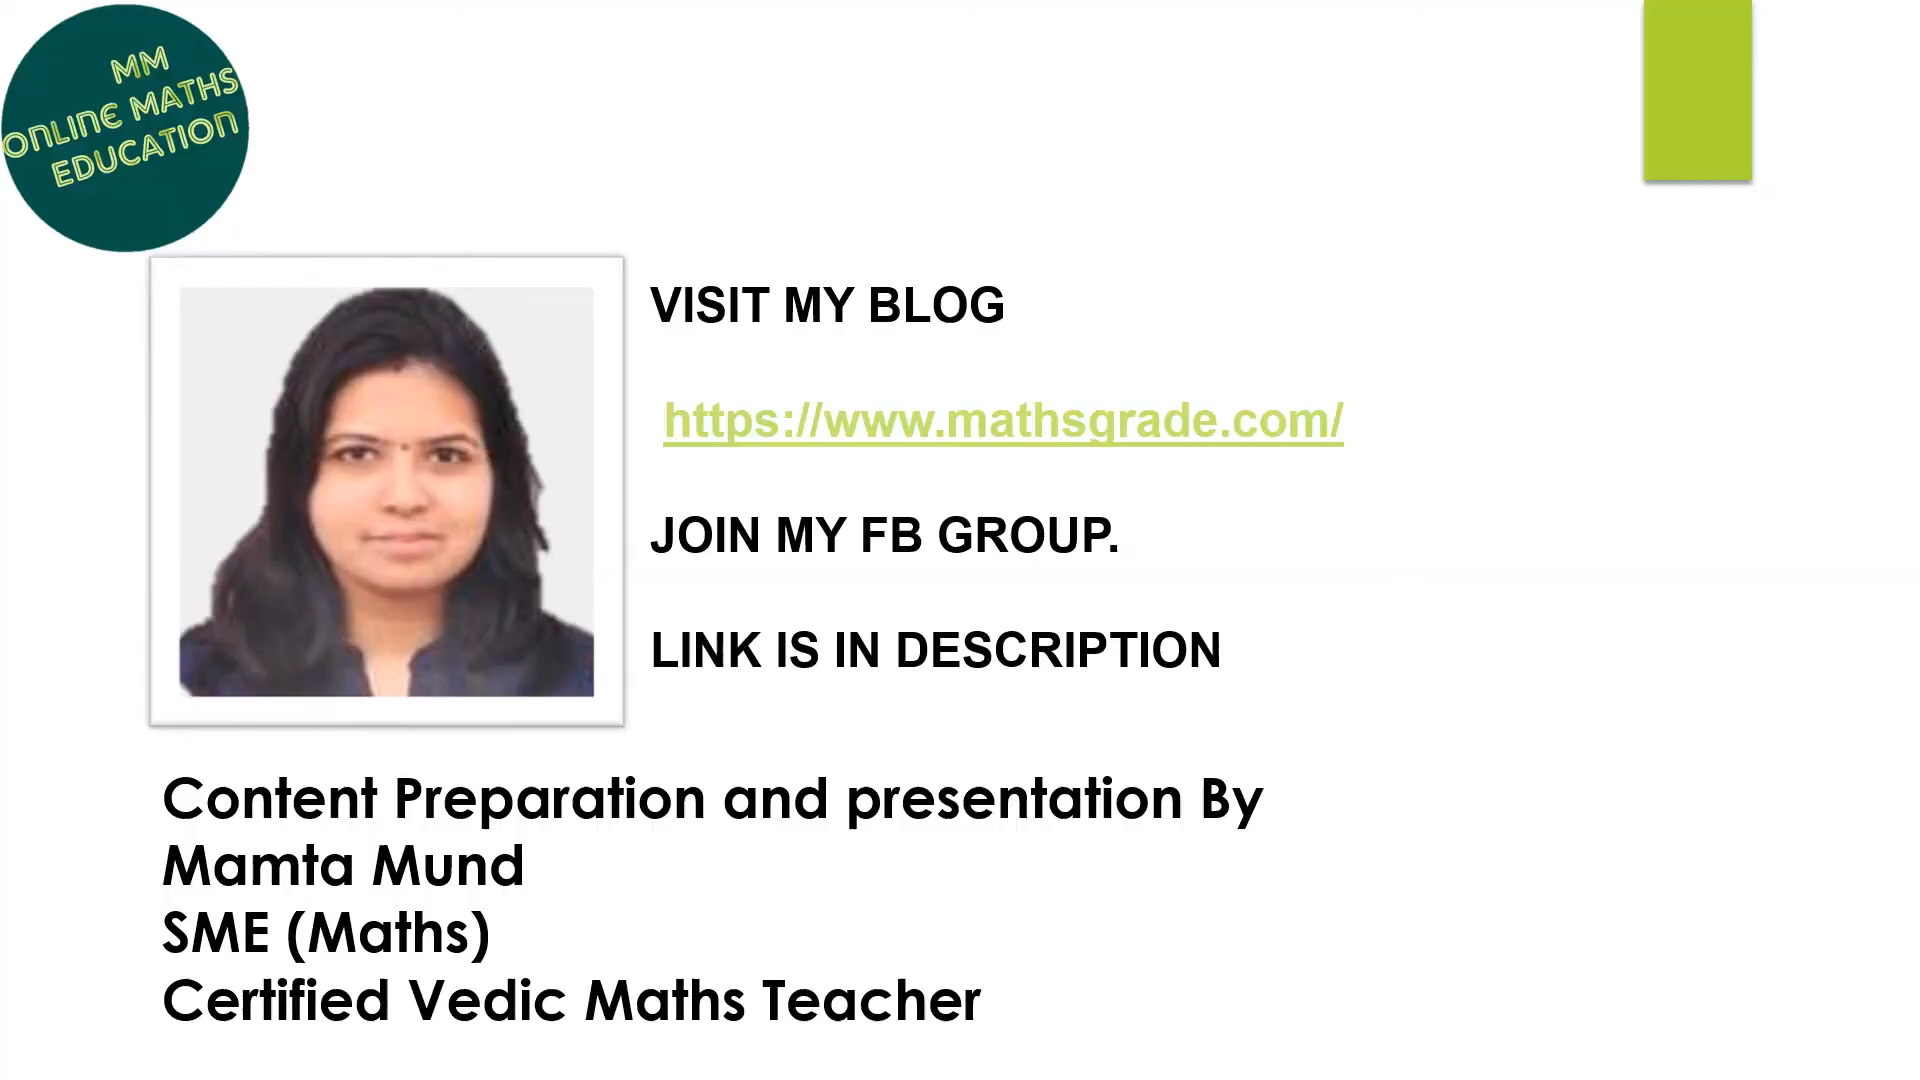 MM
ONLINE MATHS
EDUCATION
VISIT MY BLOG
https://www.mathsgrade.com/
JOIN MY FB GROUP.
LINK IS IN DESCRIPTION
Content Preparation and presentation By
Mamta Mund
SME (Maths)
Certified Vedic Maths Teacher